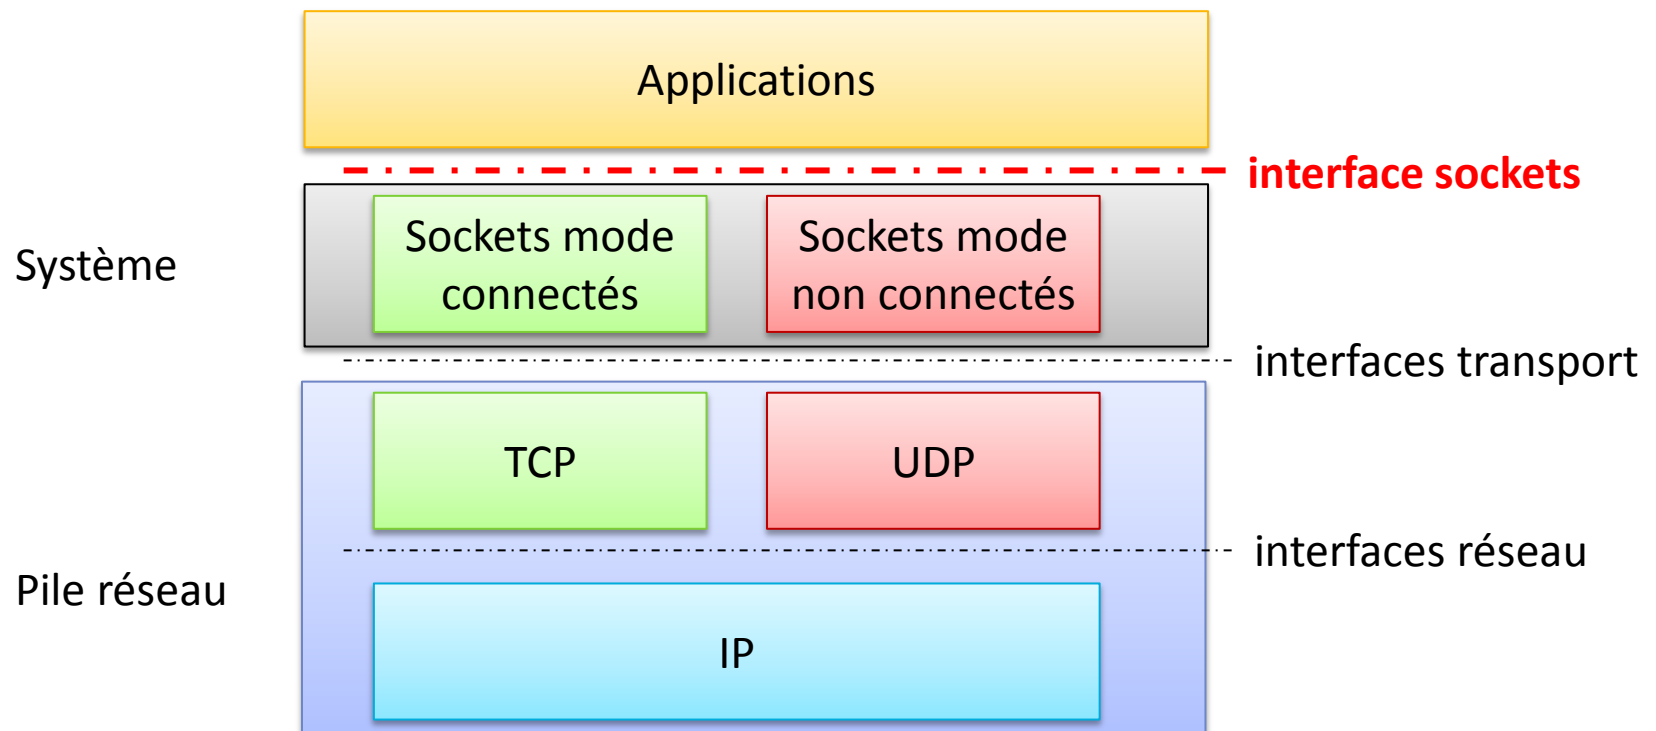 Applications
interface sockets
Système
Sockets mode
connectés
Sockets mode
non connectés
interfaces transport
TCP
UDP
interfaces réseau
Pile réseau
IP